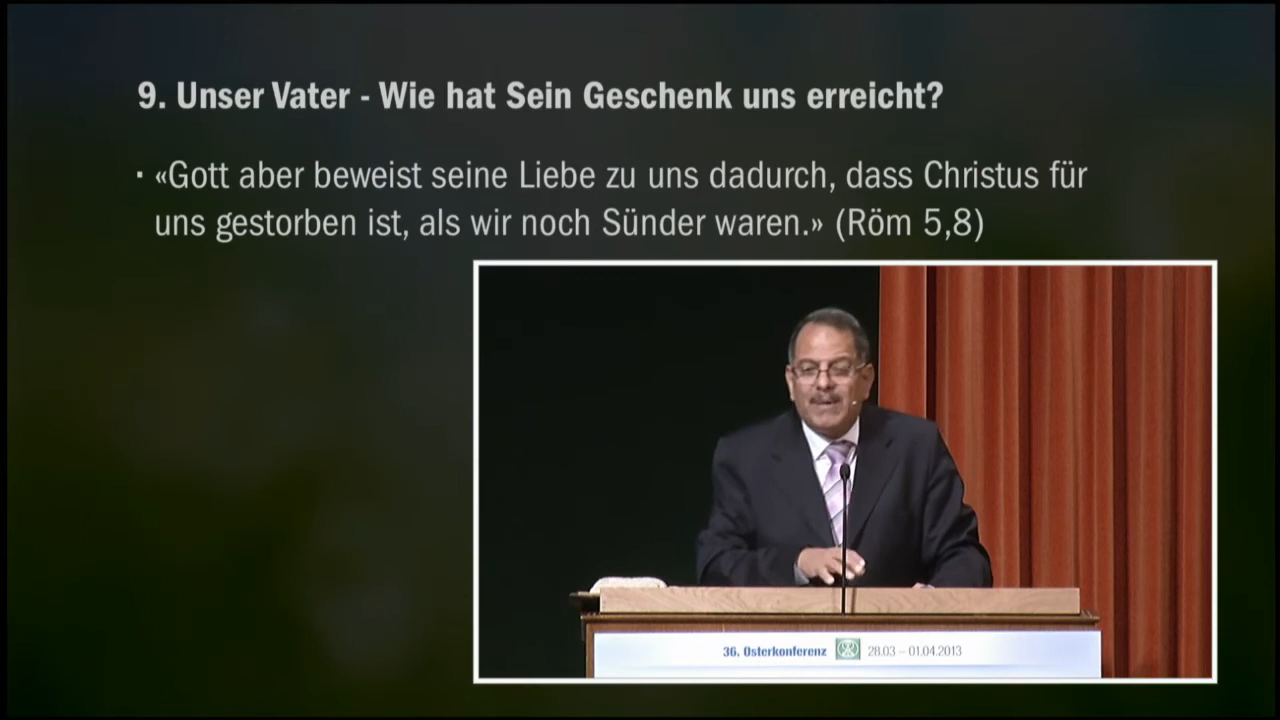 9. Unser Vater - Wie hat Sein Geschenk uns erreicht?
· «Gott aber beweist seine Liebe zu uns dadurch, dass Christus für
uns gestorben ist, als wir noch Sünder waren.» (Röm 5,8)
36. Osterkonferenz 28.03 – 01.04.2013